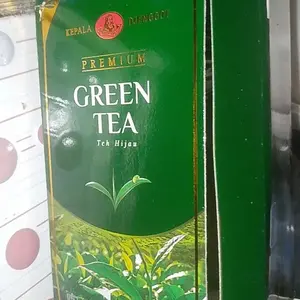 KEPALA DJENGGOT
PREMIUM
GREEN
TEA
Teh Hijau